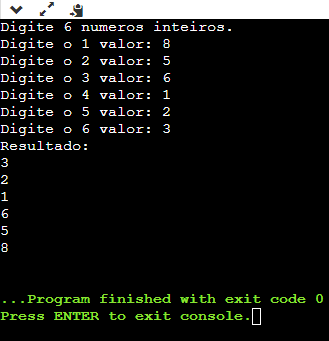 Digite 6 numeros inteiros.
Digite o 1 valor: 8
Digite o 2 valor: 5
Digite o 3 valor: 6
Digite o 4 valor: 1
Digite o 5 valor: 2
Digite o 6 valor: 3
Resultado:
3
2
1
6
5
8
...Program finished with exit code 0
Press ENTER to exit console.